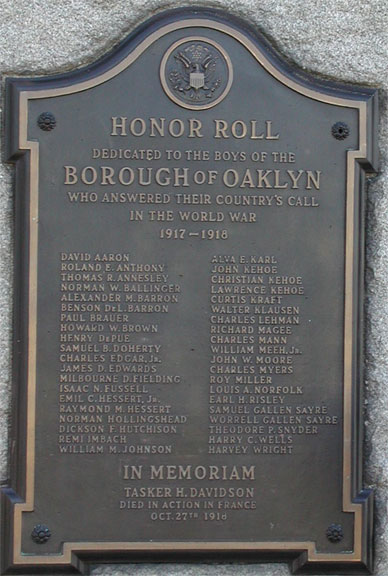 HONOR ROLL
DEDICATED TO THE BOYS OF THE
BOROUGH OF OAKLYN
WHO ANSWERED THEIR COUNTRY'S CALL
IN THE WORLD WAR
1917-1918
DAVID AARON
ROLAND E. ANTHONY
THOMAS R. ANNESLEY
NORMAN W. BALLINGER
ALEXANDER M. BARRON
BENSON DEL. BARRON
PAUL BRAUER
HOWARD W. BROWN
HENRY DEPUE
SAMUEL B. DOHERTY
CHARLES EDGAR, JR.
JAMES D. EDWARDS
MILBOURNE D. FIELDING
ISAAC N. FUSSELL
EMIL C. HESSERT, JR.
RAYMOND M. HESSERT
NORMAN HOLLINGSHEAD
DICKSON F. HUTCHISON
REMI IMBACH
WILLIAM M. JOHNSON
ALVA E. KARL
JOHN KEHOE
CHRISTIAN KEHOE
LAWRENCE KEHOE
CURTIS KRAFT
WALTER KLAUSEN
CHARLES LEHMAN
RICHARD MAGEE
CHARLES MANN
WILLIAM MEEH, JR.
JOHN W. MOORE
CHARLES MYERS
ROY MILLER
LOUIS A. NORFOLK
EARL H. RISLEY
SAMUEL GALLEN SAYRE
WORRELL GALLEN SAYRE
THEODORE P. SNYDER
HARRY C. WELLS
HARVEY WRIGHT
IN MEMORIAM
TASKER H. DAVIDSON
DIED IN ACTION IN FRANCE
OCT. 27TH 1918